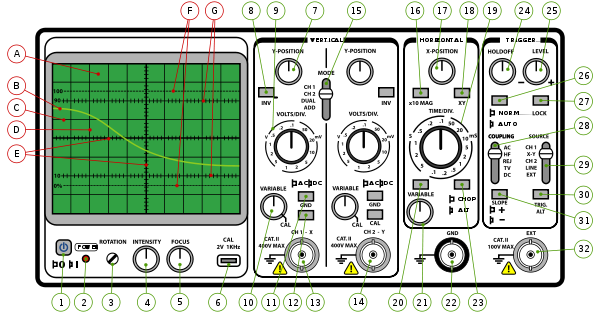 F G 8 9 7 15 16 17 18 19 24 25
A
B
C
D
E
100
90
10
0%
POWER
ROTATION
INTENSITY
FOCUS
CAL
2V 1KHz
VERTICAL
Y-POSITION
Y-POSITION
MODE
INV
CH 1
CH 2
DUAL
ADD
INV
VOLTS/DIV.
VOLTS/DIV.
VARIABLE
CAL
AC DC
GND
VARIABLE
CAL
AC DC
GND
CAT.II
400V MAX
CH 1 - X
CAT.II
400V MAX
CH 2 - Y
HORIZONTAL
X-POSITION
x10 MAG
XY
TIME/DIV.
VARIABLE
CAL
CHOP
ALT
GND
TRIGGER
HOLDOFF
LEVEL
- +
NORM
AUTO
LOCK
COUPLING
AC
HF
REJ
TV
DC
SOURCE
CH 1
X-Y
CH 2
LINE
EXT
SLOPE
+
-
TRIG.
ALT
CAT.II
100V MAX
EXT
26
27
28
29
30
31
32
1 2 3 4 5 6 10 11 12 13 14 20 21 22 23